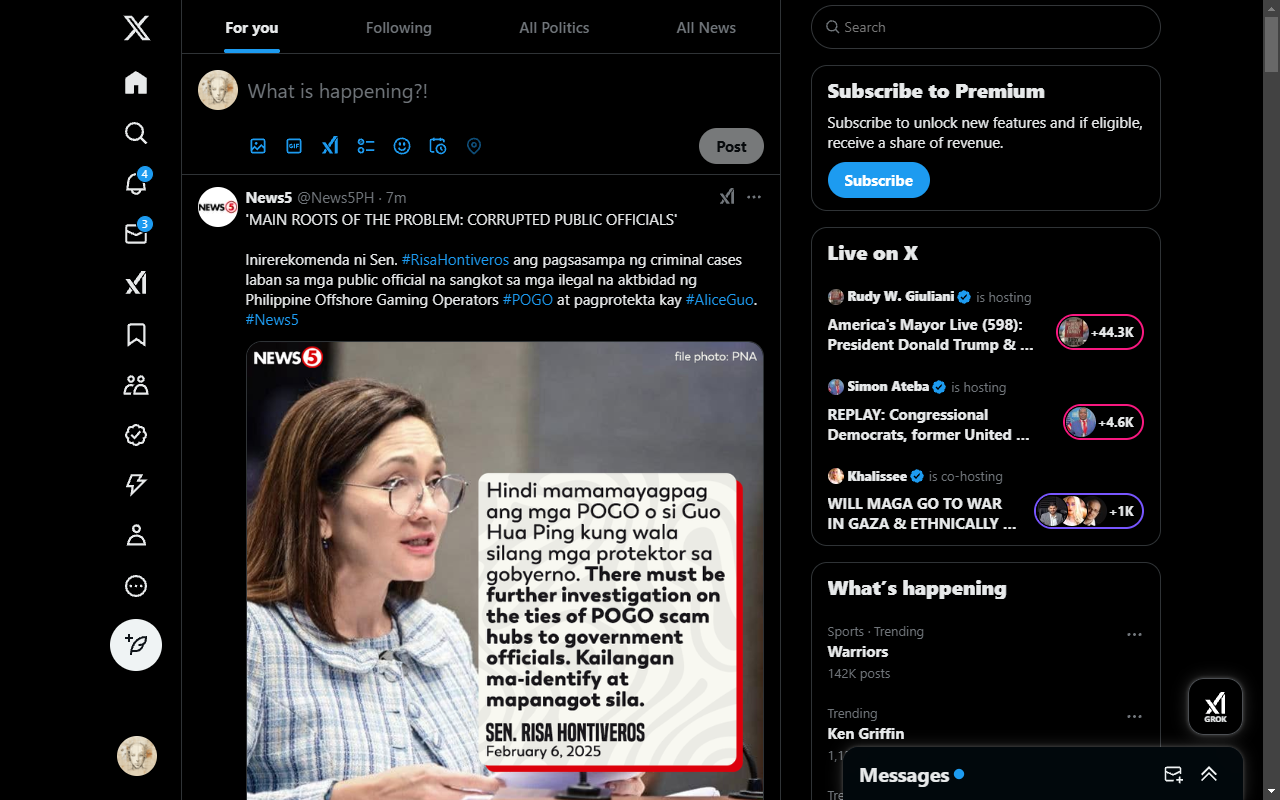 For you
Following
All Politics
All News
What is happening?!
GIF
Post
4
3
News5 @News5PH · 7m
'MAIN ROOTS OF THE PROBLEM: CORRUPTED PUBLIC OFFICIALS'
Inirerekomenda ni Sen. #RisaHontiveros ang pagsasampa ng criminal cases
laban sa mga public official na sangkot sa mga ilegal na aktbidad ng
Philippine Offshore Gaming Operators #POGO at pagprotekta kay #AliceGuo.
#News5
NEWS 5
NEWS 5
file photo: PNA
Hindi mamamayagpag
ang mga POGO o si Guo
Hua Ping kung wala
silang mga protektor sa
gobyerno. There must be
further investigation on
the ties of POGO scam
hubs to government
officials. Kailangan
ma-identify at
mapanagot sila.
SEN. RISA HONTIVEROS
February 6, 2025
Search
Subscribe to Premium
Subscribe to unlock new features and if eligible,
receive a share of revenue.
Subscribe
Live on X
Rudy W. Giuliani is hosting
America's Mayor Live (598):
President Donald Trump & ...
+44.3K
Simon Ateba is hosting
REPLAY: Congressional
Democrats, former United ...
+4.6K
Khalissee is co-hosting
WILL MAGA GO TO WAR
IN GAZA & ETHNICALLY ...
+1K
What's happening
Sports · Trending
Warriors
142K posts
Trending
Ken Griffin
GROK
Messages